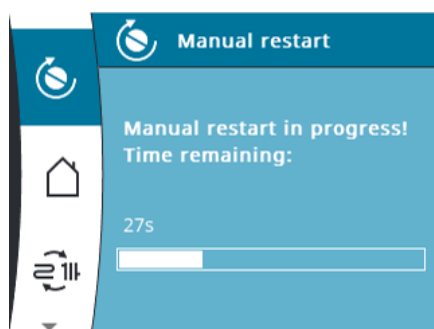 Manual restart
Manual restart in progress!
Time remaining:
27s